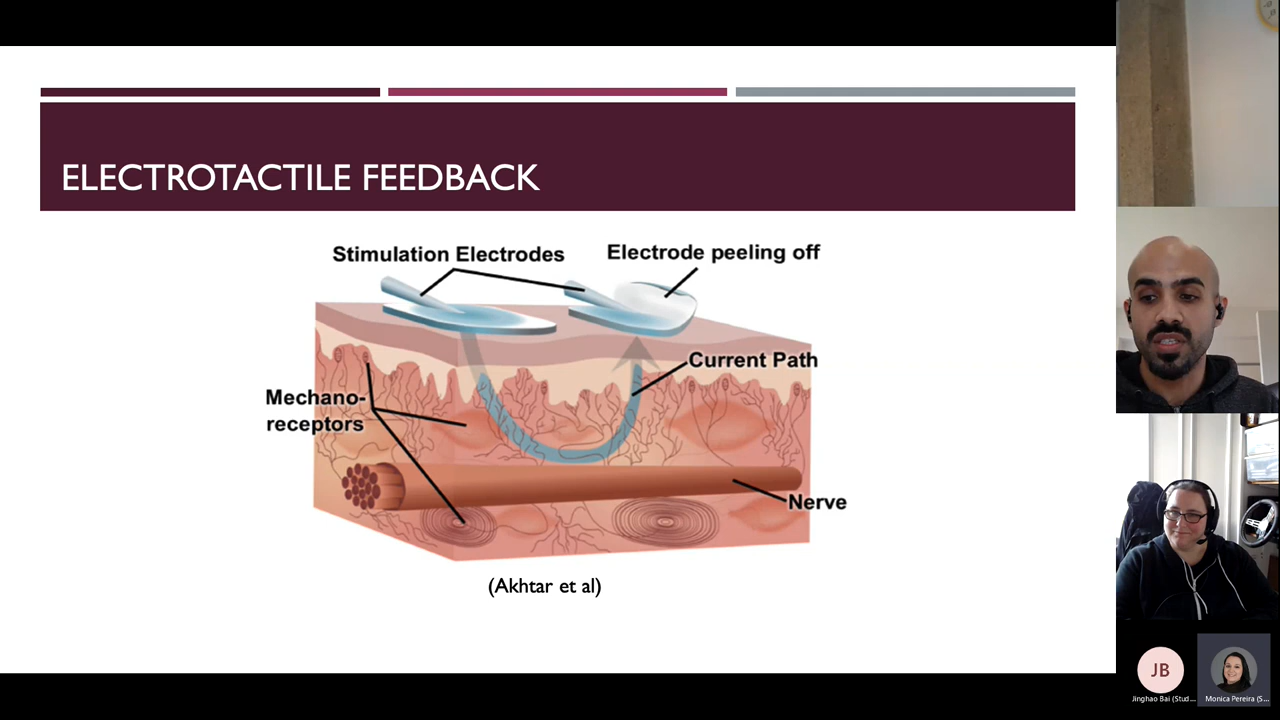 ELECTROTACTILE FEEDBACK
Stimulation Electrodes
Electrode peeling off
Current Path
Mechano-
receptors
Nerve
(Akhtar et al)
JB
Jinghao Bai (Stud...
Monica Pereira (S...